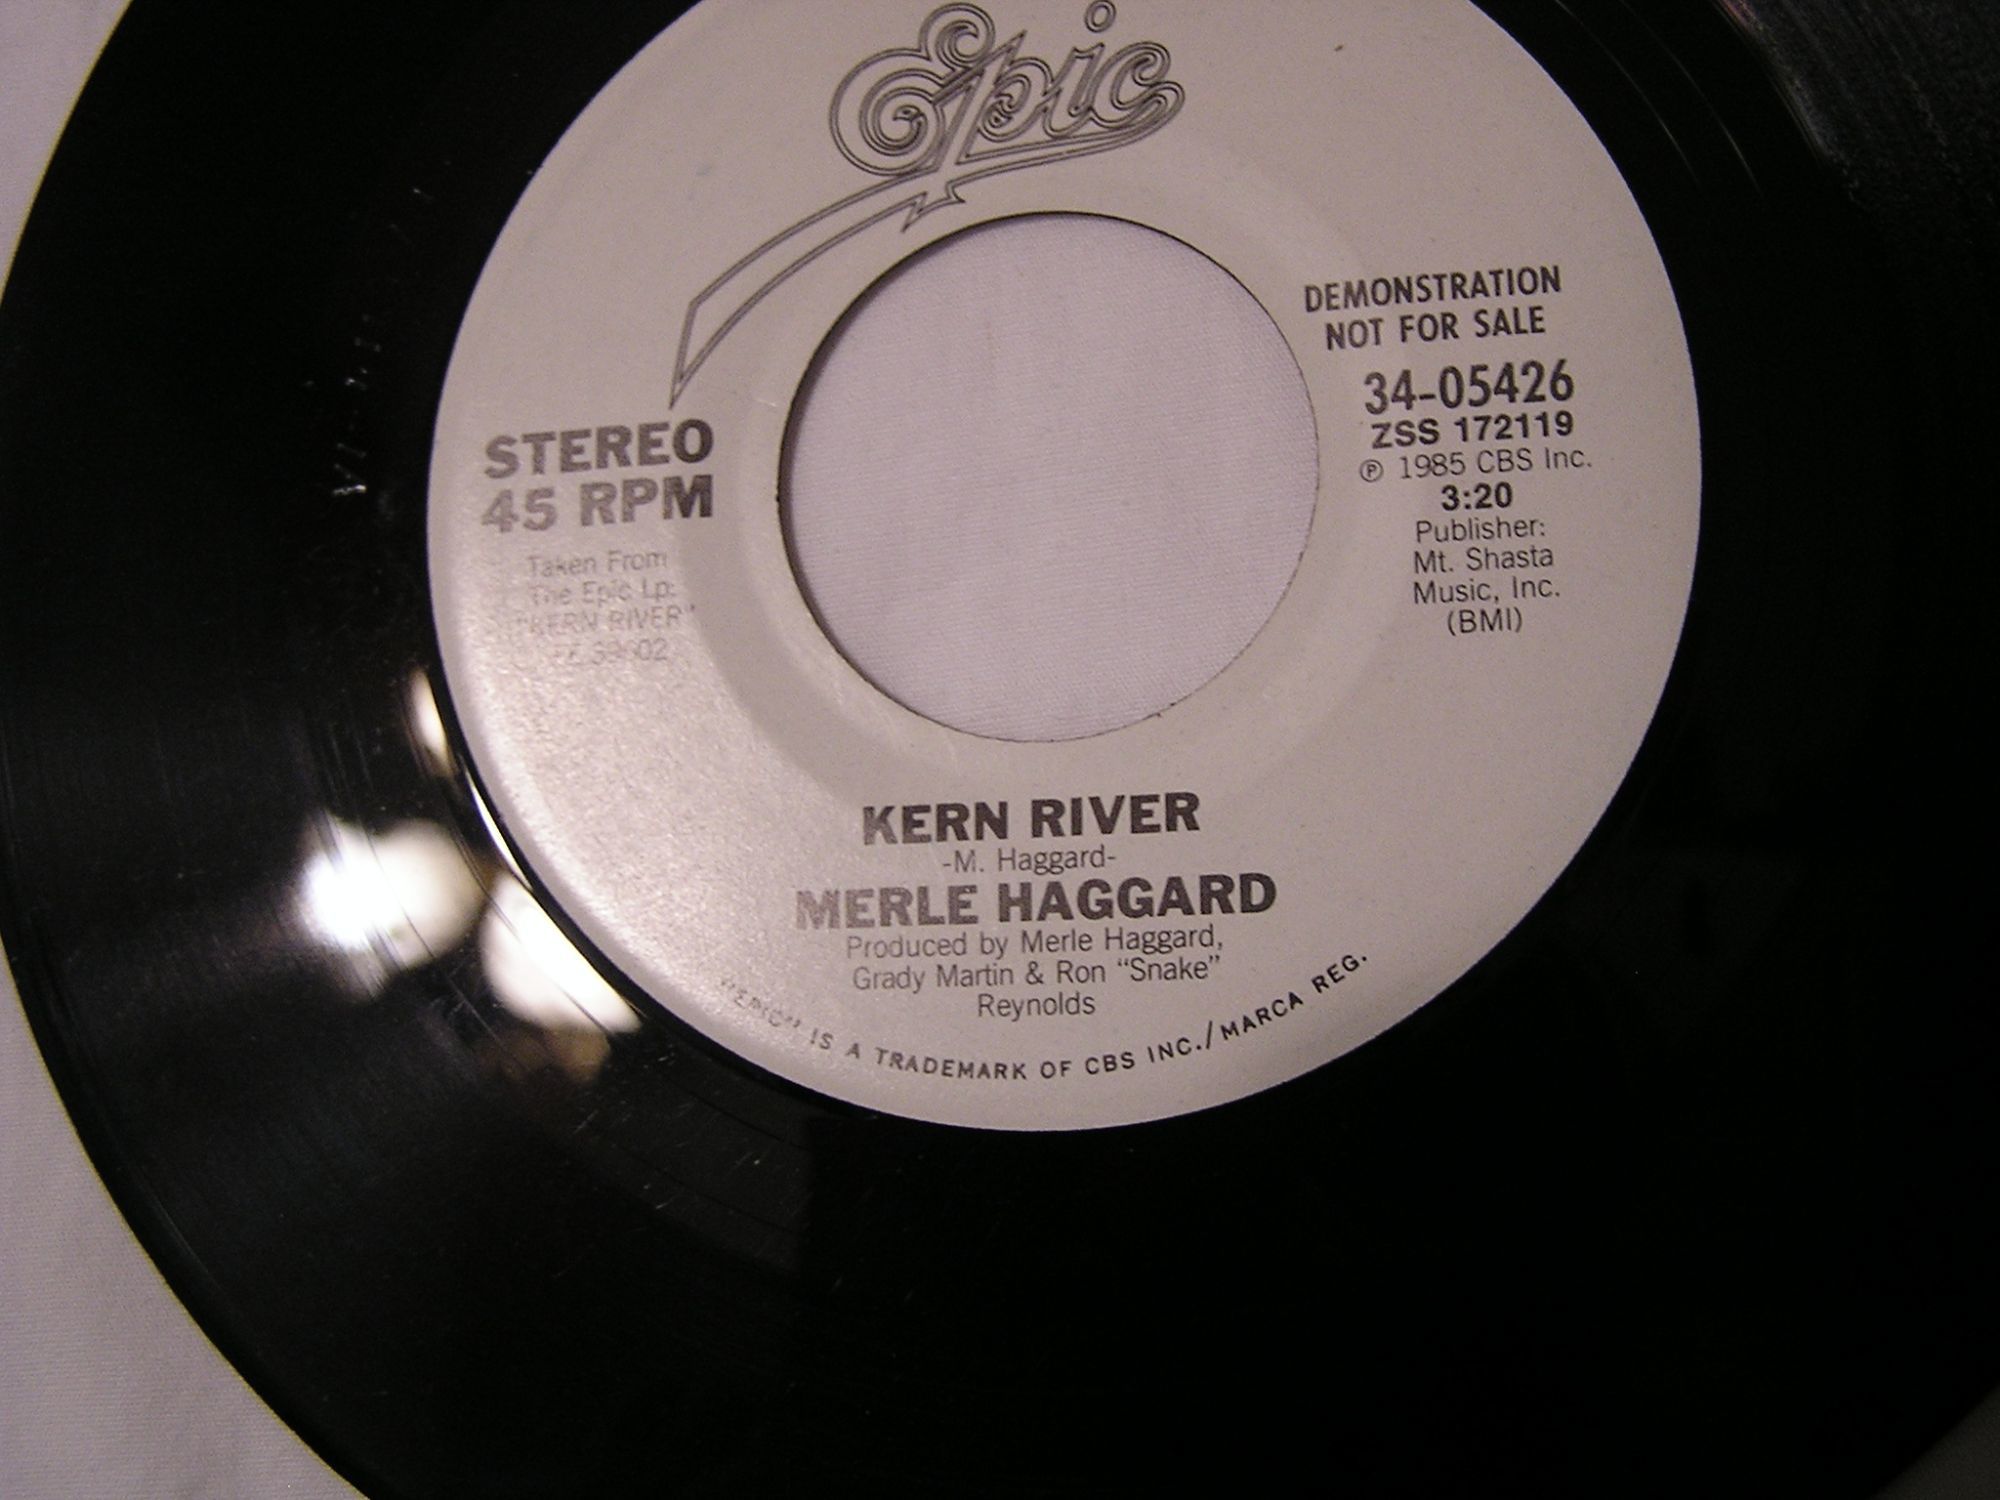 Epic
DEMONSTRATION
NOT FOR SALE
34-05426
ZSS 172119
℗ 1985 CBS Inc.
3:20
Publisher:
Mt. Shasta
Music, Inc.
(BMI)
STEREO
45 RPM
Taken From
The Epic Lp:
"KERN RIVER"
KERN RIVER
-M. Haggard-
MERLE HAGGARD
Produced by Merle Haggard,
Grady Martin & Ron "Snake"
Reynolds
"EPIC" IS A TRADEMARK OF CBS INC./MARCA REG.